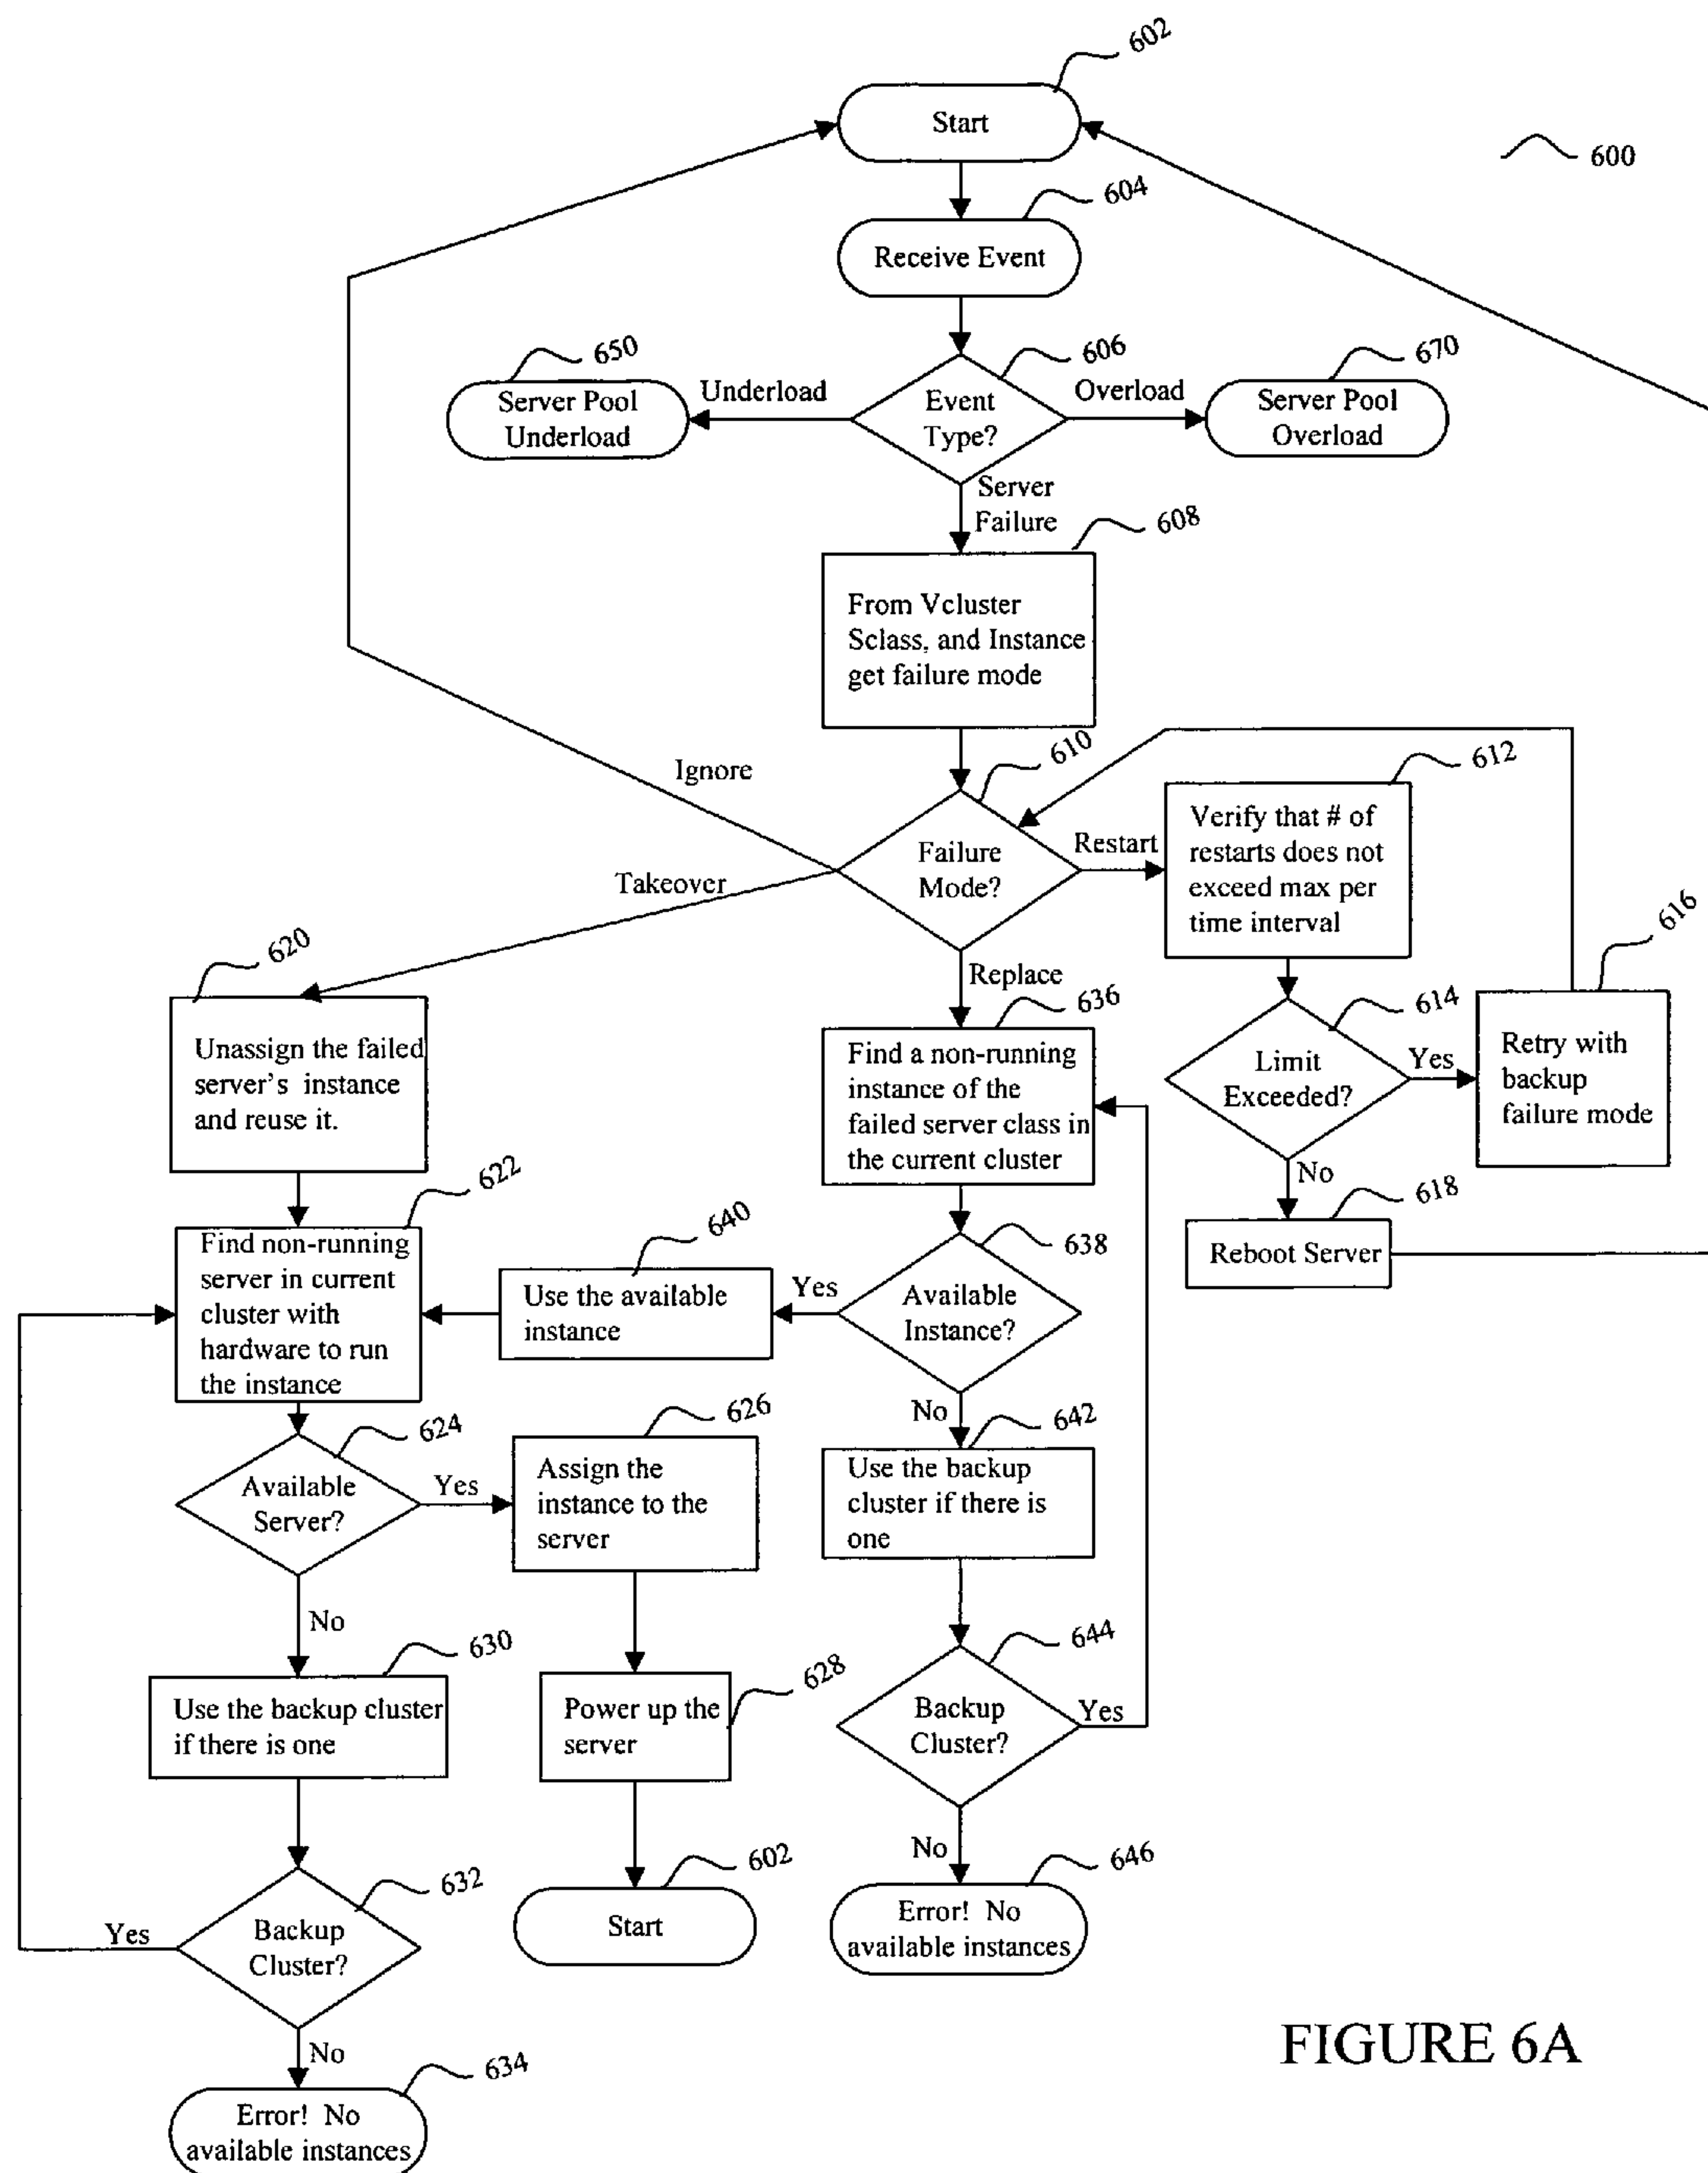 602
Start
600
604
Receive Event
650
606
670
Server Pool
Underload
Underload
Event
Type?
Overload
Server Pool
Overload
Server
Failure
608
From Vcluster
Sclass, and Instance
get failure mode
610
612
Ignore
Failure
Mode?
Restart
Verify that # of
restarts does not
exceed max per
time interval
Takeover
616
620
Replace
636
614
Unassign the failed
server's instance
and reuse it.
Find a non-running
instance of the
failed server class in
the current cluster
Limit
Exceeded?
Yes
Retry with
backup
failure mode
No
622
618
640
638
Find non-running
server in current
cluster with
hardware to run
the instance
Use the available
instance
Yes
Available
Instance?
Reboot Server
624
626
No
642
Available
Server?
Yes
Assign the
instance to the
server
Use the backup
cluster if there is
one
No
630
628
644
Use the backup cluster
if there is one
Power up the
server
Backup
Cluster?
Yes
No
632
602
646
Yes
Backup
Cluster?
Start
Error! No
available instances
No
634
Error! No
available instances
FIGURE 6A